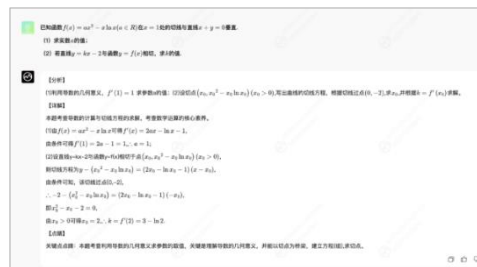 已知函数f(x) = ax² − x ln x(a ∈ R)在x = 1处的切线与直线x + y = 0垂直.
(1) 求实数a的值;
(2) 若直线y = kx − 2与函数y = f(x)相切，求k的值.
【分析】
(1)利用导数的几何意义，f′(1) = 1 求参数a的值; (2)设切点(x₀, x₀² − x₀ ln x₀)(x₀ > 0),写出曲线的切线方程，根据切线过点(0, −2),求x₀,并根据k = f′(x₀)求解。
【详解】
本题考查导数的计算与切线方程的求解，考查数学运算的核心素养。
(1)由f(x) = ax² − x ln x可得f′(x) = 2ax − ln x − 1,
由条件可得f′(1) = 2a − 1 = 1,∴ a = 1;
(2)设直线y=kx-2与函数y=f(x)相切于点(x₀, x₀² − x₀ ln x₀)(x₀ > 0),
则切线方程为y − (x₀² − x₀ ln x₀) = (2x₀ − ln x₀ − 1)(x − x₀),
由条件可知，该切线过点(0,-2),
∴ −2 − (x₀² − x₀ ln x₀) = (2x₀ − ln x₀ − 1)(−x₀),
即x₀² − x₀ − 2 = 0,
由x₀ > 0可得x₀ = 2,∴ k = f′(2) = 3 − ln 2.
【点睛】
关键点点睛：本题考查利用导数的几何意义求参数的取值，关键是理解导数的几何意义，并能以切点为桥梁，建立方程(组),求切点。